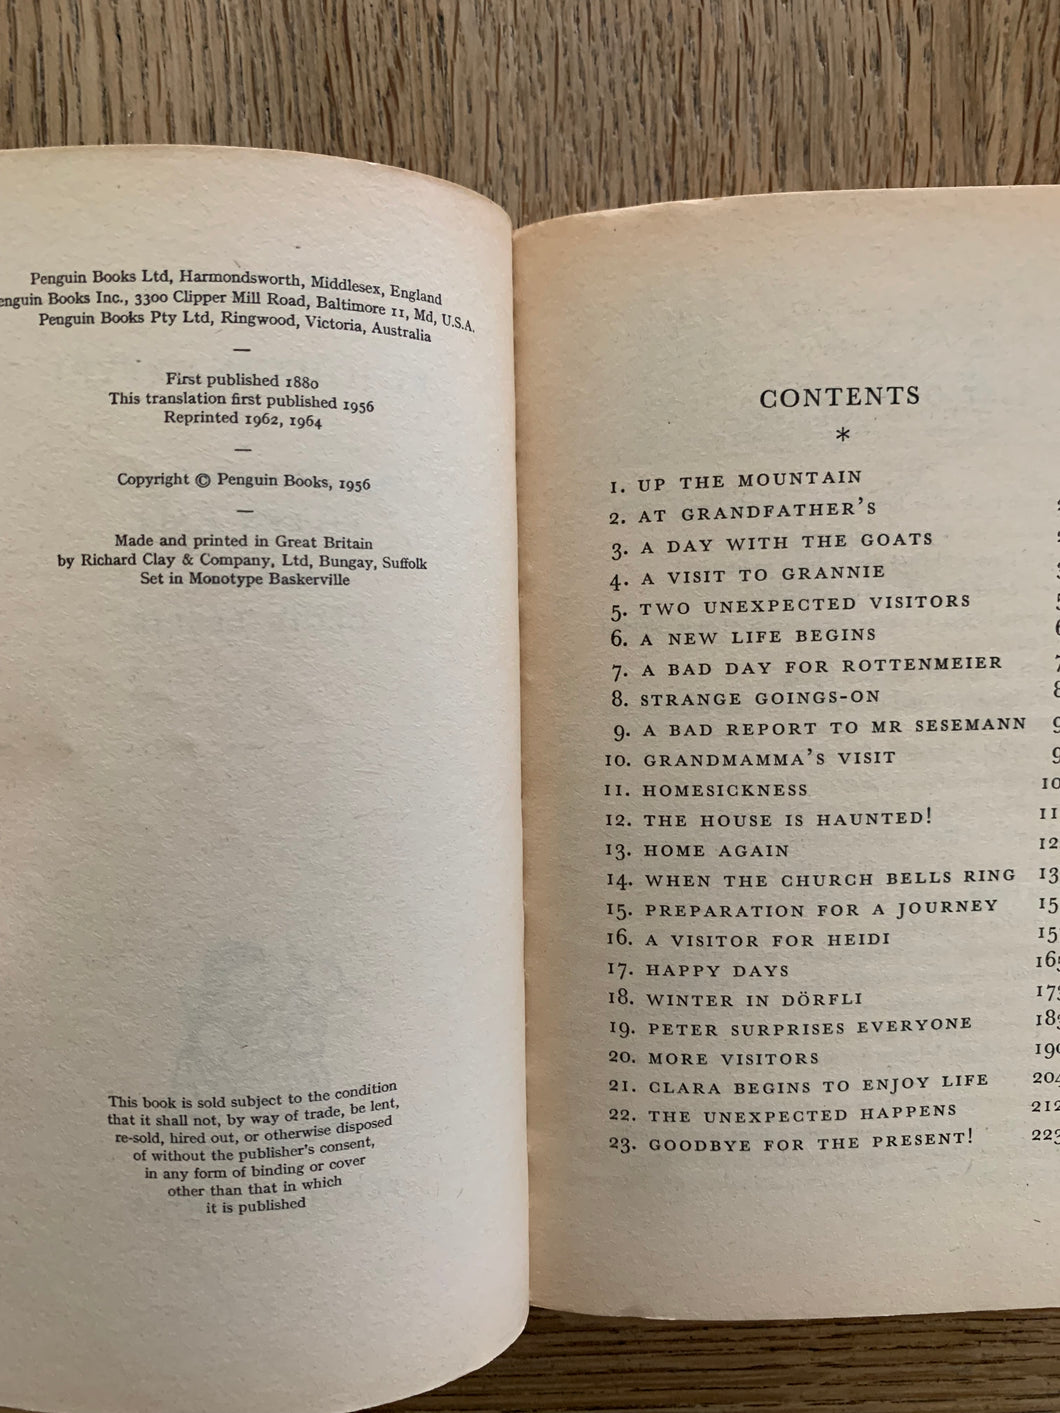 Penguin Books Ltd, Harmondsworth, Middlesex, England
Books Inc., 3300 Clipper Mill Road, Baltimore 11, Md, U.S.A.
Penguin Books Pty Ltd, Ringwood, Victoria, Australia
—
First published 1880
This translation first published 1956
Reprinted 1962, 1964
—
Copyright © Penguin Books, 1956
—
Made and printed in Great Britain
by Richard Clay & Company, Ltd, Bungay, Suffolk
Set in Monotype Baskerville
This book is sold subject to the condition
that it shall not, by way of trade, be lent,
re-sold, hired out, or otherwise disposed
of without the publisher's consent,
in any form of binding or cover
other than that in which
it is published
CONTENTS
*
1. UP THE MOUNTAIN
2. AT GRANDFATHER'S
3. A DAY WITH THE GOATS
4. A VISIT TO GRANNIE
5. TWO UNEXPECTED VISITORS
6. A NEW LIFE BEGINS
7. A BAD DAY FOR ROTTENMEIER
8. STRANGE GOINGS-ON
9. A BAD REPORT TO MR SESEMANN
10. GRANDMAMMA'S VISIT
11. HOMESICKNESS
12. THE HOUSE IS HAUNTED!
13. HOME AGAIN
14. WHEN THE CHURCH BELLS RING
15. PREPARATION FOR A JOURNEY
16. A VISITOR FOR HEIDI
17. HAPPY DAYS 165
18. WINTER IN DÖRFLI 173
19. PETER SURPRISES EVERYONE
20. MORE VISITORS 190
21. CLARA BEGINS TO ENJOY LIFE 204
22. THE UNEXPECTED HAPPENS 212
23. GOODBYE FOR THE PRESENT! 223